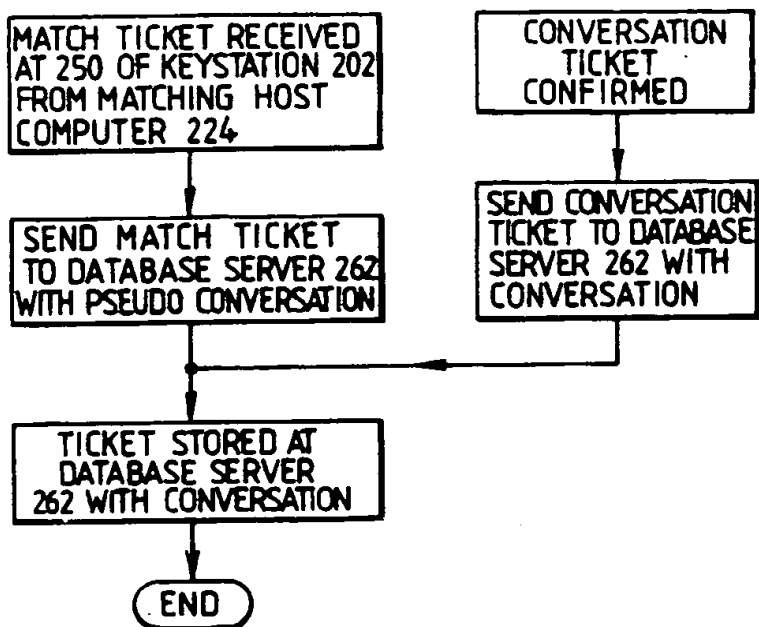 MATCH TICKET RECEIVED
AT 250 OF KEYSTATION 202
FROM MATCHING HOST
COMPUTER 224
CONVERSATION
TICKET
CONFIRMED
SEND MATCH TICKET
TO DATABASE SERVER 262
WITH PSEUDO CONVERSATION
SEND CONVERSATION
TICKET TO DATABASE
SERVER 262 WITH
CONVERSATION
TICKET STORED AT
DATABASE SERVER
262 WITH CONVERSATION
END